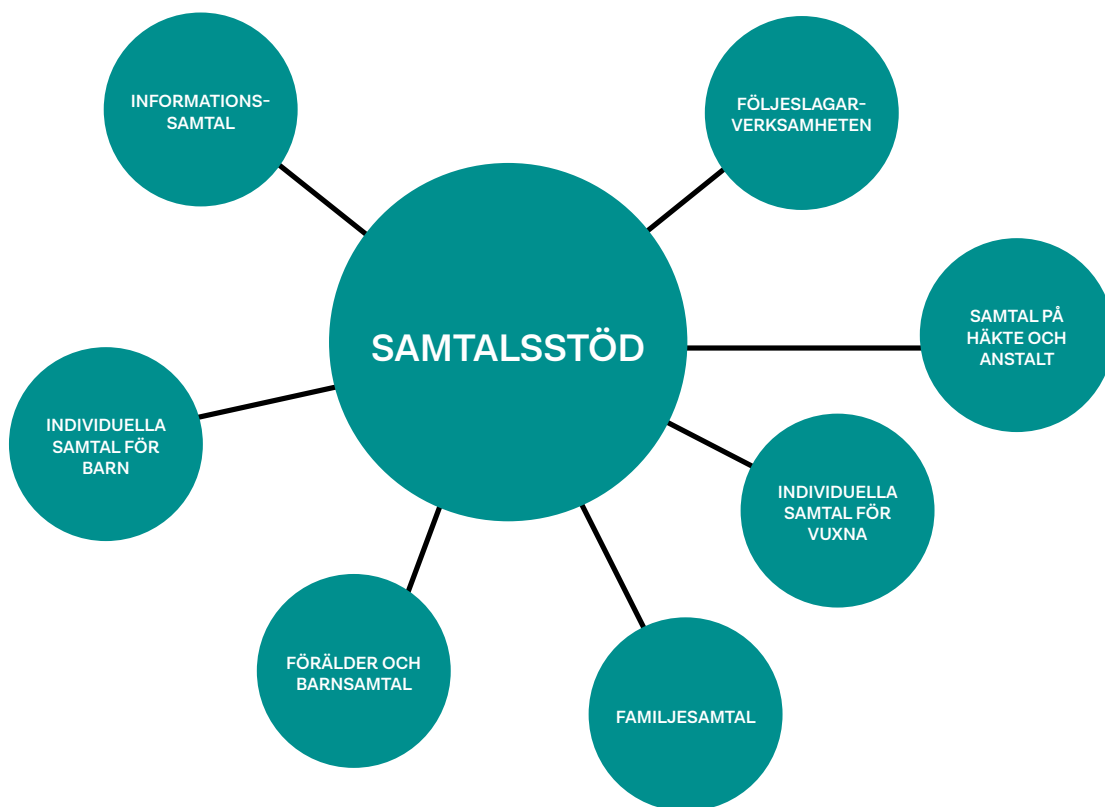 INFORMATIONS-
SAMTAL
FÖLJESLAGAR-
VERKSAMHETEN
SAMTALSSTÖD
SAMTAL PÅ
HÄKTE OCH
ANSTALT
INDIVIDUELLA
SAMTAL FÖR
BARN
INDIVIDUELLA
SAMTAL FÖR
VUXNA
FÖRÄLDER OCH
BARNSAMTAL
FAMILJESAMTAL